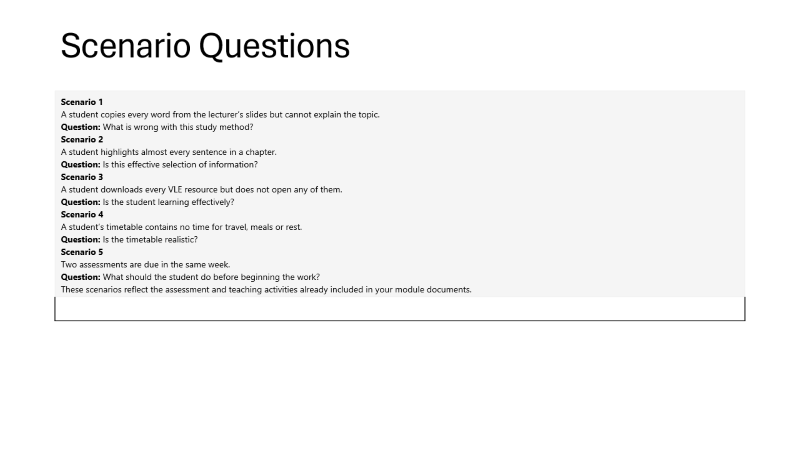 Scenario Questions
Scenario 1
A student copies every word from the lecturer's slides but cannot explain the topic.
Question: What is wrong with this study method?
Scenario 2
A student highlights almost every sentence in a chapter.
Question: Is this effective selection of information?
Scenario 3
A student downloads every VLE resource but does not open any of them.
Question: Is the student learning effectively?
Scenario 4
A student's timetable contains no time for travel, meals or rest.
Question: Is the timetable realistic?
Scenario 5
Two assessments are due in the same week.
Question: What should the student do before beginning the work?
These scenarios reflect the assessment and teaching activities already included in your module documents.